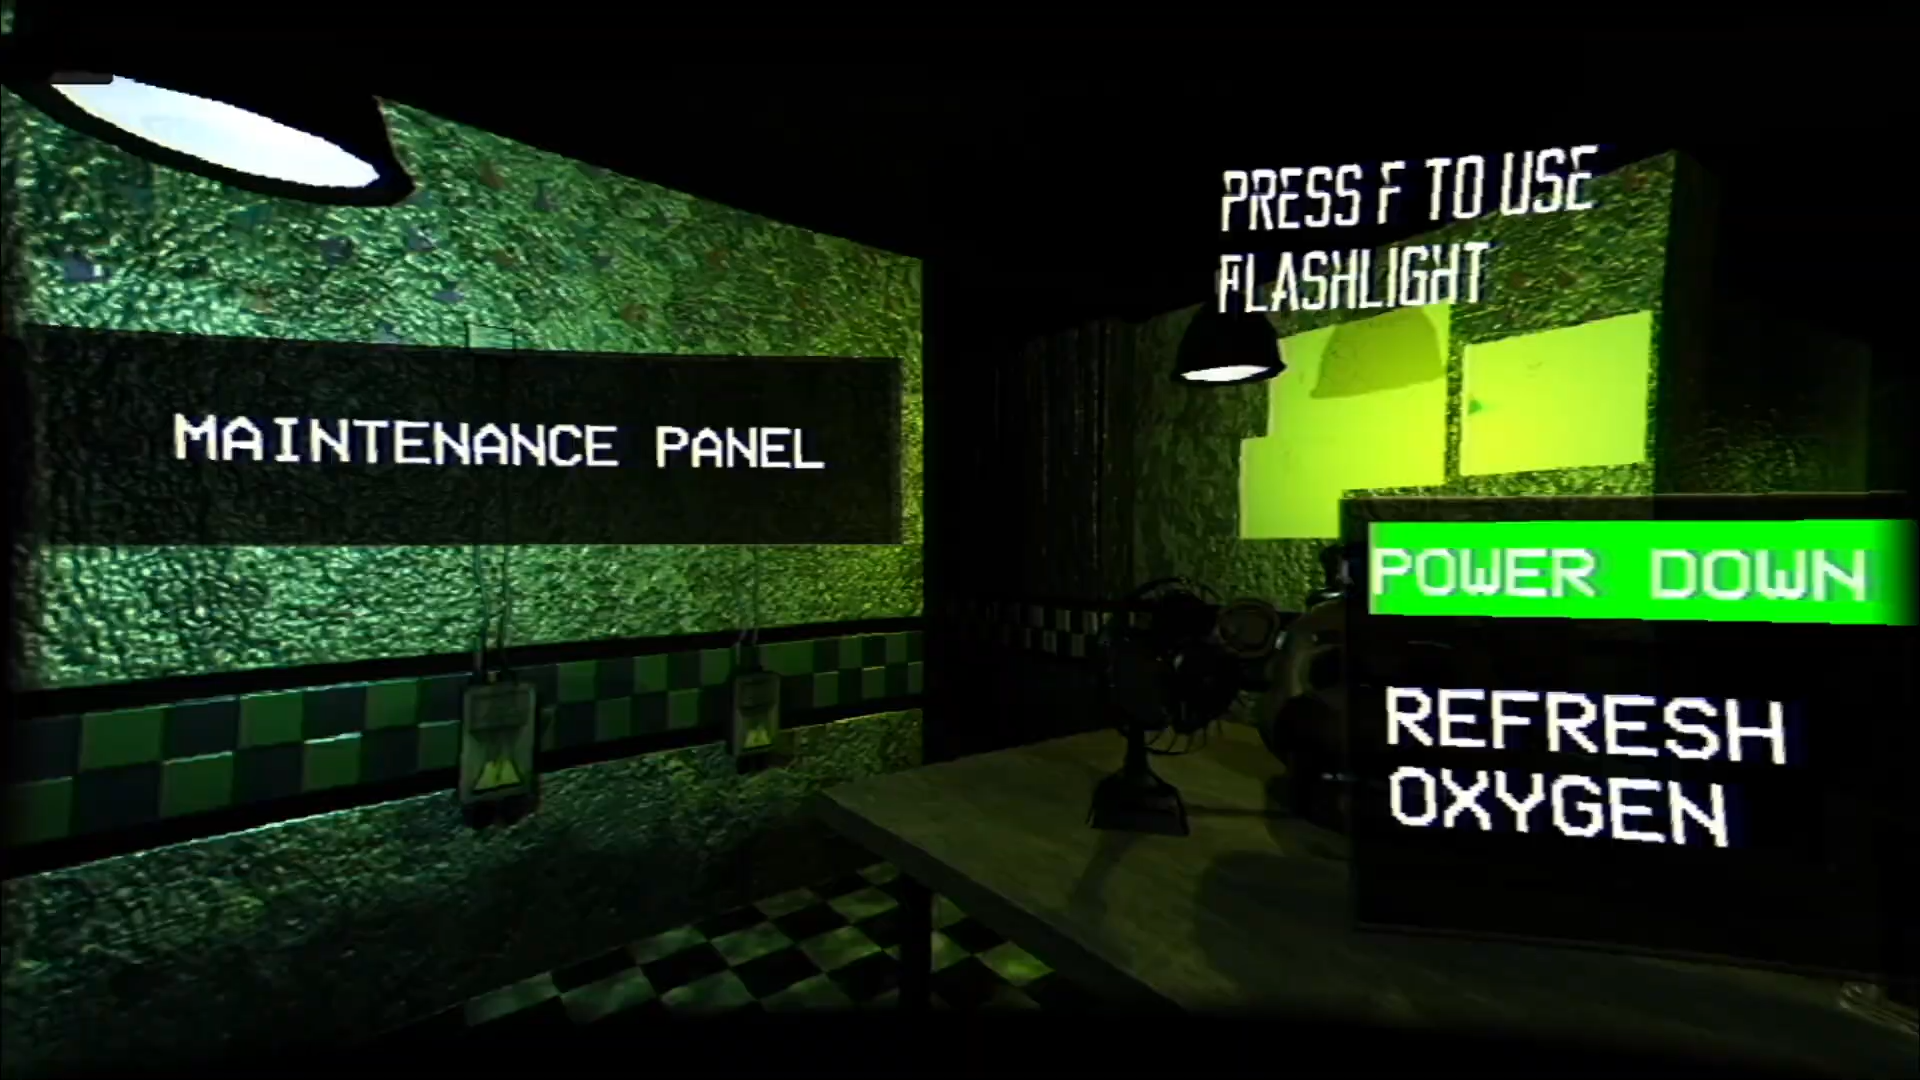 PRESS F TO USE
FLASHLIGHT
MAINTENANCE PANEL
POWER DOWN
REFRESH
OXYGEN